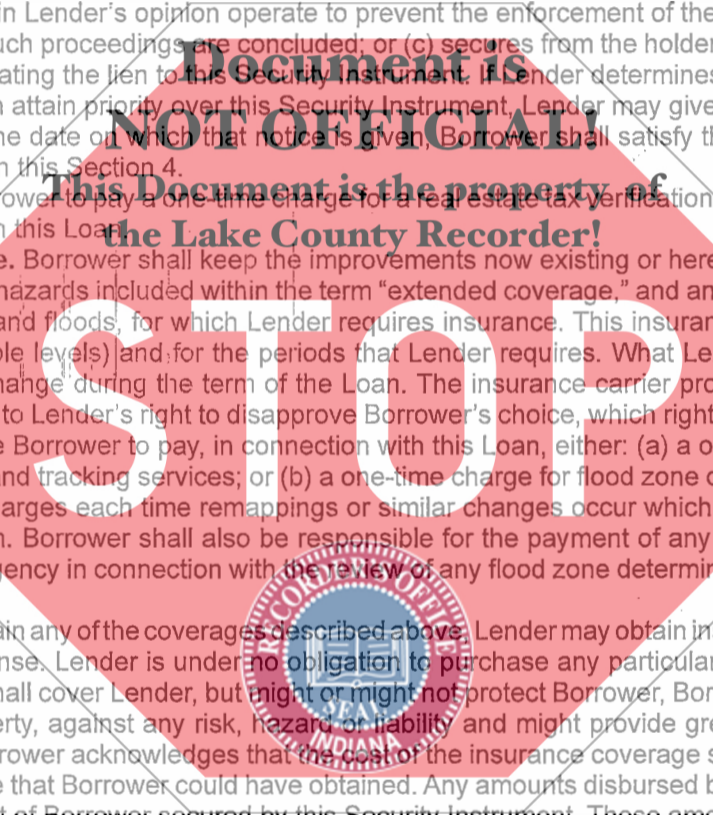 in Lender's opinion operate to prevent the enforcement of the
uch proceedings are concluded; or (c) secures from the holder
ating the lien to this Security Instrument. If Lender determines
attain priority over this Security Instrument, Lender may give
he date on which that notice is given, Borrower shall satisfy th
n this Section 4.
ower to pay a one-time charge for a real estate tax verification
n this Loan.
e. Borrower shall keep the improvements now existing or here
hazards included within the term “extended coverage,” and an
and floods, for which Lender requires insurance. This insuran
ole levels) and for the periods that Lender requires. What Le
hange during the term of the Loan. The insurance carrier pro
to Lender's right to disapprove Borrower's choice, which right
e Borrower to pay, in connection with this Loan, either: (a) a o
nd tracking services; or (b) a one-time charge for flood zone
arges each time remappings or similar changes occur which
n. Borrower shall also be responsible for the payment of any
gency in connection with the review of any flood zone determin
ain any of the coverages described above, Lender may obtain in
nse. Lender is under no obligation to purchase any particular
hall cover Lender, but might or might not protect Borrower, Bor
erty, against any risk, hazard or liability and might provide gre
rower acknowledges that the cost of the insurance coverage s
e that Borrower could have obtained. Any amounts disbursed b
of Borrower secured by this Security Instrument. These amo
Document is
NOT OFFICIAL!
This Document is the property of
the Lake County Recorder!
STOP
RECORDER'S OFFICE
SEAL
INDIANA